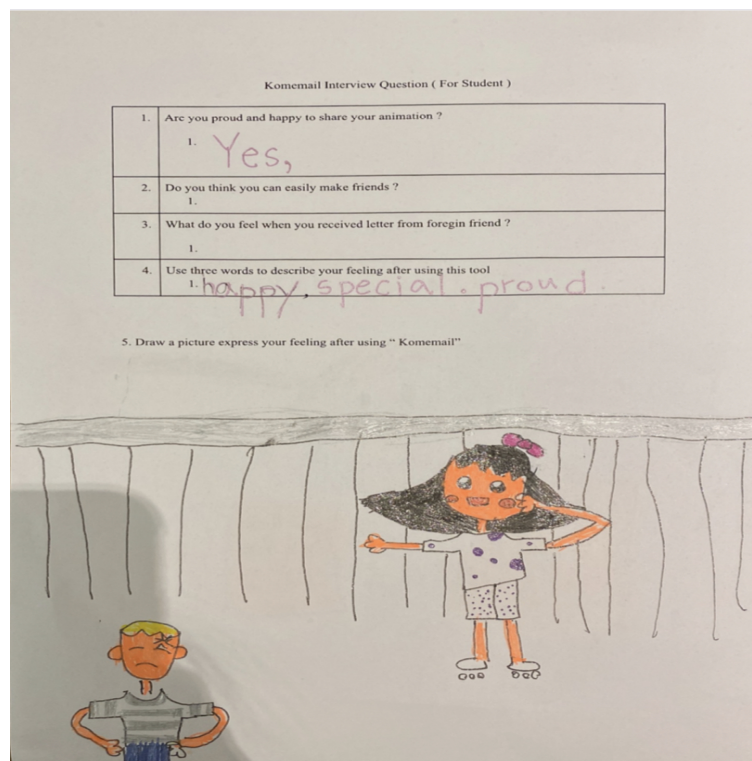 Komemail Interview Question ( For Student )
1. Are you proud and happy to share your animation ?
1. Yes,
2. Do you think you can easily make friends ?
1.
3. What do you feel when you received letter from foregin friend ?
1.
4. Use three words to describe your feeling after using this tool
1. happy, special. proud.
5. Draw a picture express your feeling after using “ Komemail”